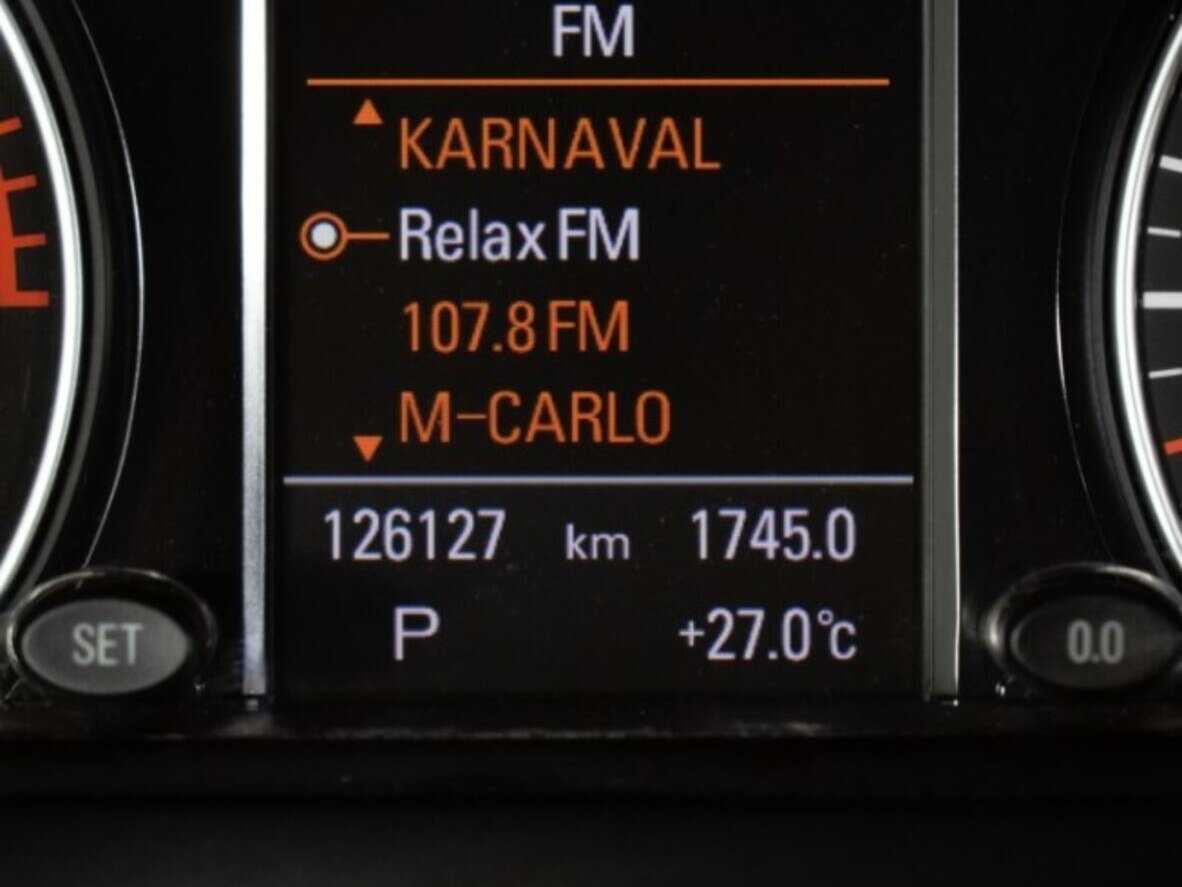 FM
KARNAVAL
Relax FM
107.8 FM
M-CARLO
126127 km 1745.0
P +27.0°C
SET
0.0